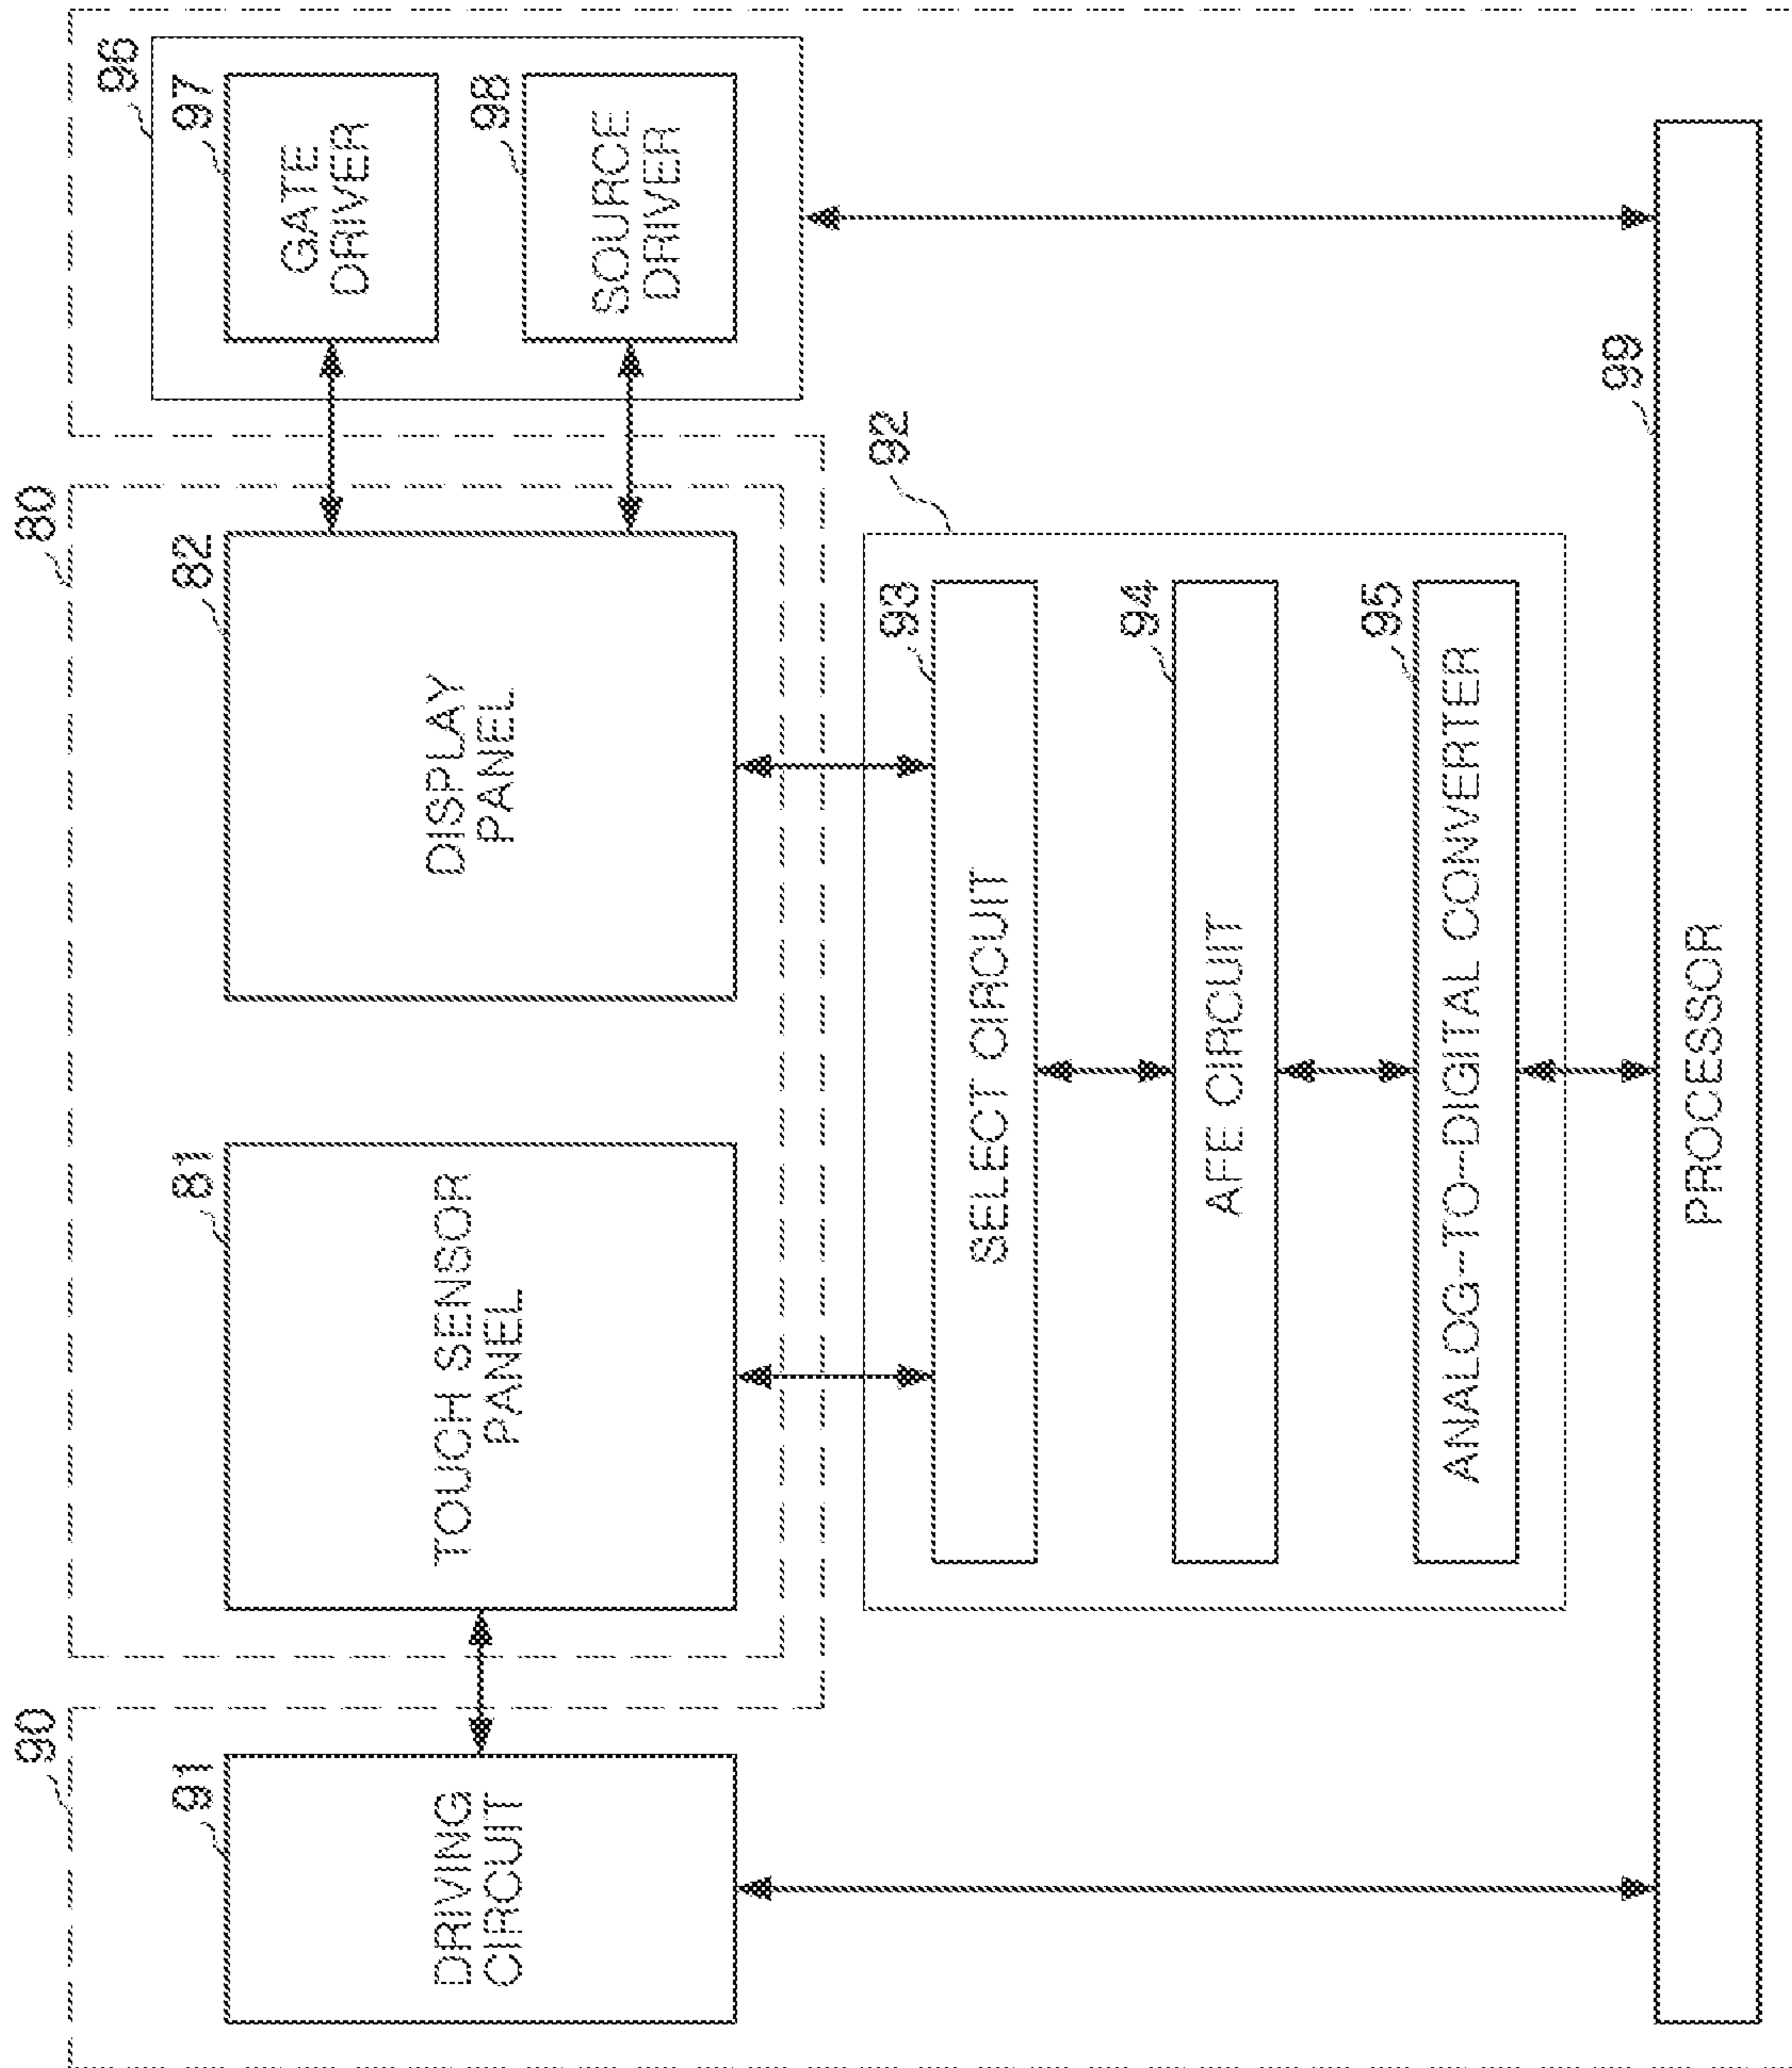 90
80
96
91
81
82
97
DRIVING
CIRCUIT
TOUCH SENSOR
PANEL
DISPLAY
PANEL
GATE
DRIVER
98
SOURCE
DRIVER
92
93
SELECT CIRCUIT
94
AFE CIRCUIT
95
ANALOG-TO-DIGITAL CONVERTER
99
PROCESSOR